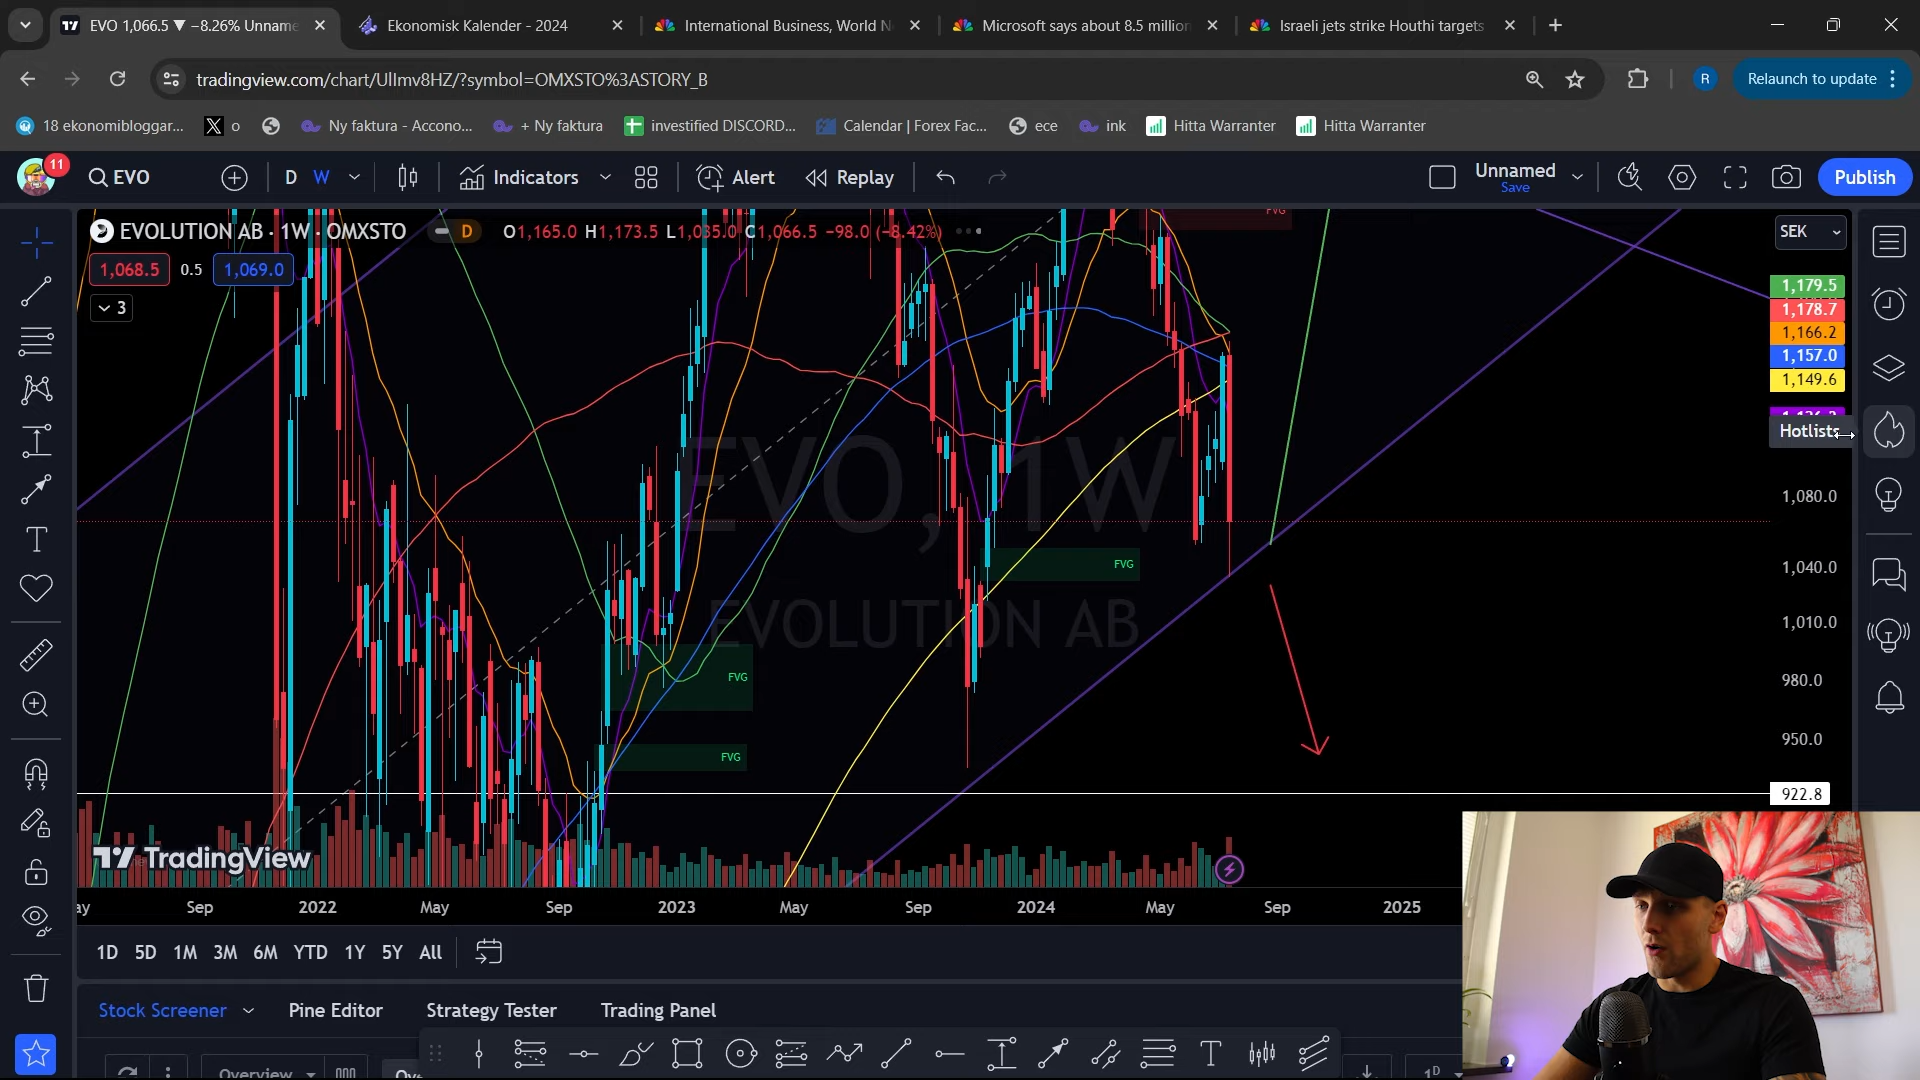 EVO 1,066.5 ▼ −8.26% Unname
Ekonomisk Kalender - 2024
International Business, World N
Microsoft says about 8.5 million
Israeli jets strike Houthi targets
tradingview.com/chart/UlImv8HZ/?symbol=OMXSTO%3ASTORY_B
R
Relaunch to update
18 ekonomibloggar...
o
Ny faktura - Accono...
+ Ny faktura
investified DISCORD...
Calendar | Forex Fac...
ece
ink
Hitta Warranter
Hitta Warranter
11
EVO
D
W
Indicators
Alert
Replay
Unnamed
Save
Publish
EVOLUTION AB · 1W · OMXSTO
D
O1,165.0 H1,173.5 L1,035.0 C1,066.5 −98.0 (−8.42%)
FVG
SEK
1,068.5
0.5
1,069.0
3
1,179.5
1,178.7
1,166.2
1,157.0
1,149.6
Hotlists
EVO, 1W
EVOLUTION AB
1,080.0
1,040.0
1,010.0
980.0
950.0
922.8
FVG
FVG
FVG
TradingView
Sep
2022
May
Sep
2023
May
Sep
2024
May
Sep
2025
1D
5D
1M
3M
6M
YTD
1Y
5Y
All
Stock Screener
Pine Editor
Strategy Tester
Trading Panel
Overview